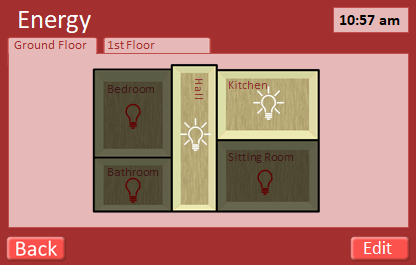 Energy
10:57 am
Ground Floor
1st Floor
Bedroom
Hall
Kitchen
Bathroom
Sitting Room
Back
Edit